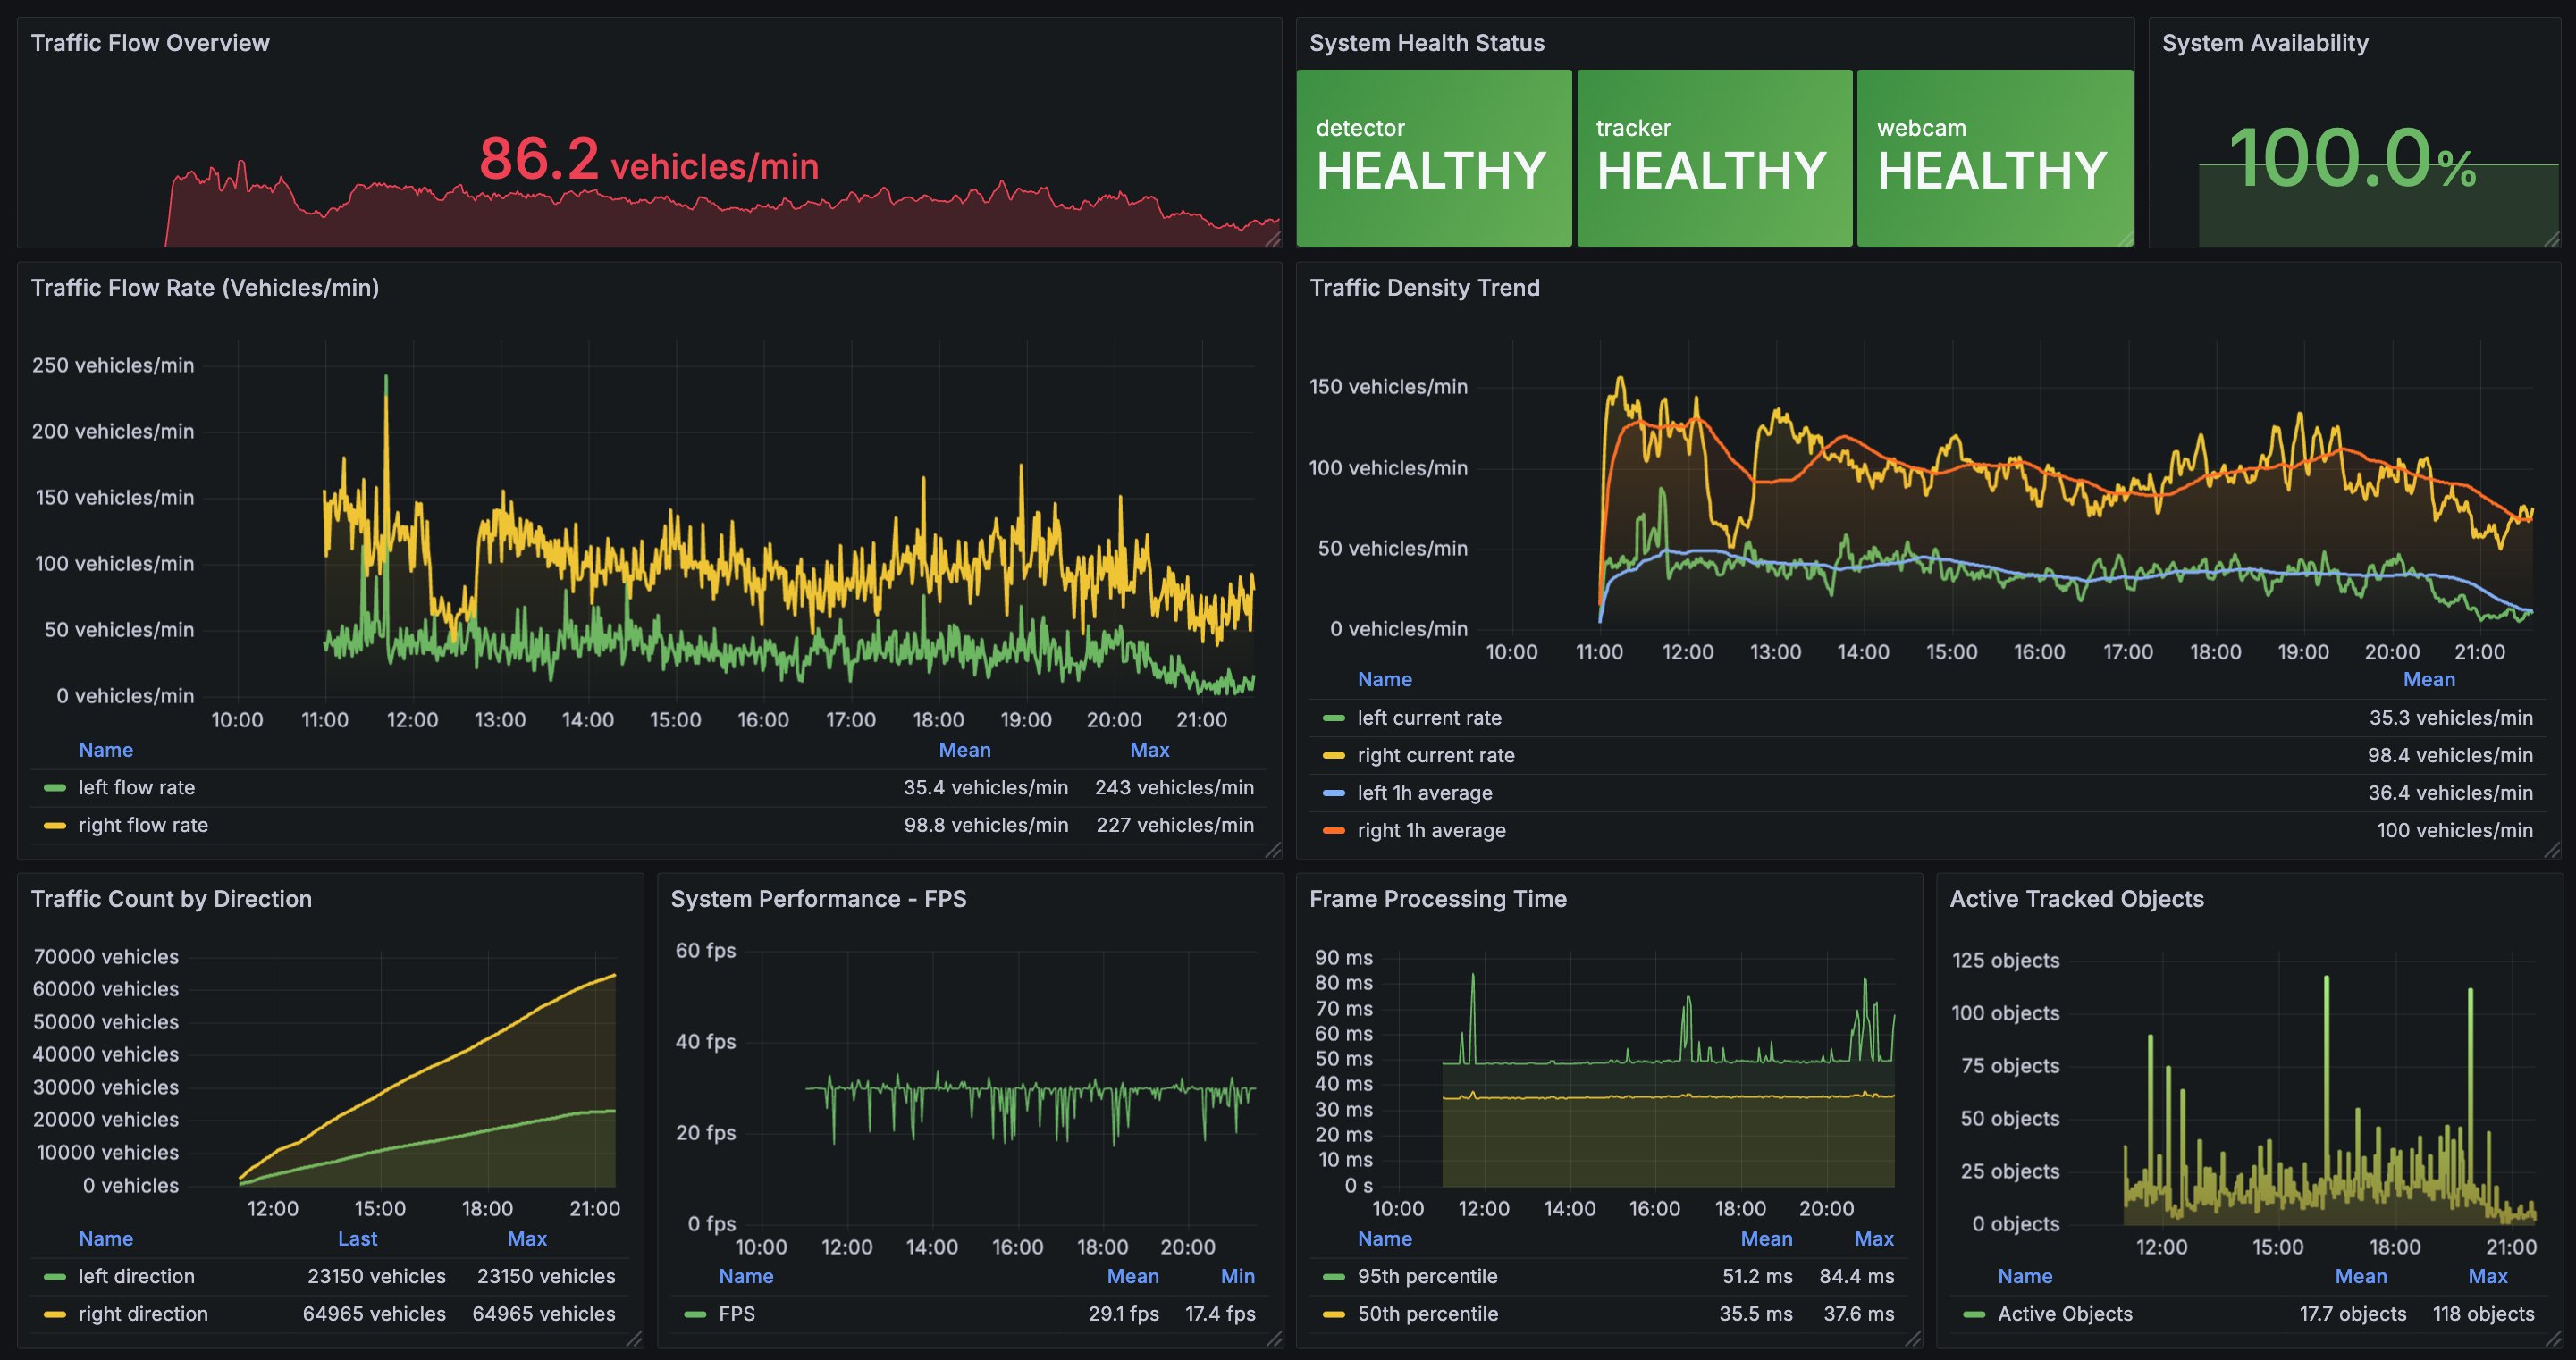 Traffic Flow Overview
86.2 vehicles/min
System Health Status
detector
HEALTHY
tracker
HEALTHY
webcam
HEALTHY
System Availability
100.0%
Traffic Flow Rate (Vehicles/min)
250 vehicles/min
200 vehicles/min
150 vehicles/min
100 vehicles/min
50 vehicles/min
0 vehicles/min
10:00 11:00 12:00 13:00 14:00 15:00 16:00 17:00 18:00 19:00 20:00 21:00
Name Mean Max
left flow rate 35.4 vehicles/min 243 vehicles/min
right flow rate 98.8 vehicles/min 227 vehicles/min
Traffic Density Trend
150 vehicles/min
100 vehicles/min
50 vehicles/min
0 vehicles/min
10:00 11:00 12:00 13:00 14:00 15:00 16:00 17:00 18:00 19:00 20:00 21:00
Name Mean
left current rate 35.3 vehicles/min
right current rate 98.4 vehicles/min
left 1h average 36.4 vehicles/min
right 1h average 100 vehicles/min
Traffic Count by Direction
70000 vehicles
60000 vehicles
50000 vehicles
40000 vehicles
30000 vehicles
20000 vehicles
10000 vehicles
0 vehicles
12:00 15:00 18:00 21:00
Name Last Max
left direction 23150 vehicles 23150 vehicles
right direction 64965 vehicles 64965 vehicles
System Performance - FPS
60 fps
40 fps
20 fps
0 fps
10:00 12:00 14:00 16:00 18:00 20:00
Name Mean Min
FPS 29.1 fps 17.4 fps
Frame Processing Time
90 ms
80 ms
70 ms
60 ms
50 ms
40 ms
30 ms
20 ms
10 ms
0 s
10:00 12:00 14:00 16:00 18:00 20:00
Name Mean Max
95th percentile 51.2 ms 84.4 ms
50th percentile 35.5 ms 37.6 ms
Active Tracked Objects
125 objects
100 objects
75 objects
50 objects
25 objects
0 objects
12:00 15:00 18:00 21:00
Name Mean Max
Active Objects 17.7 objects 118 objects